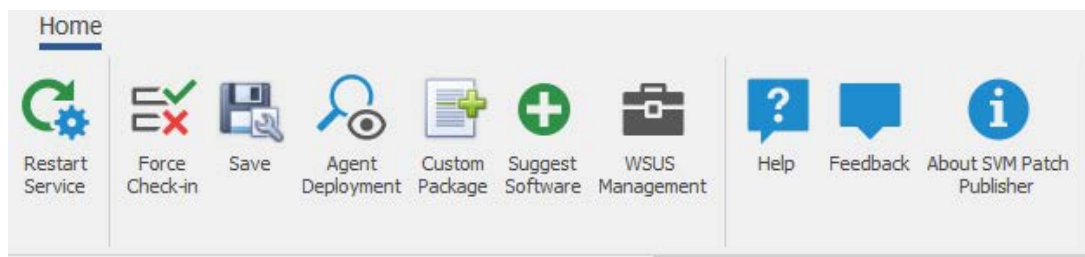 Home
Restart
Service
Force
Check-in
Save
Agent
Deployment
Custom
Package
Suggest
Software
WSUS
Management
Help
Feedback
About SVM Patch
Publisher